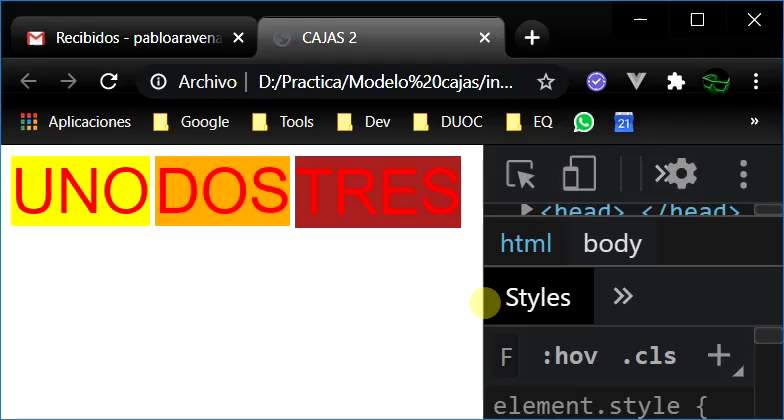 Recibidos - pabloaravena
CAJAS 2
Archivo
D:/Practica/Modelo%20cajas/in...
Aplicaciones
Google
Tools
Dev
DUOC
EQ
21
»
UNO DOS TRES
<head> </head>
html body
Styles
F :hov .cls +
element.style {